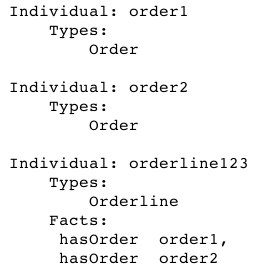 Individual: order1
Types:
Order
Individual: order2
Types:
Order
Individual: orderline123
Types:
Orderline
Facts:
hasOrder order1,
hasOrder order2